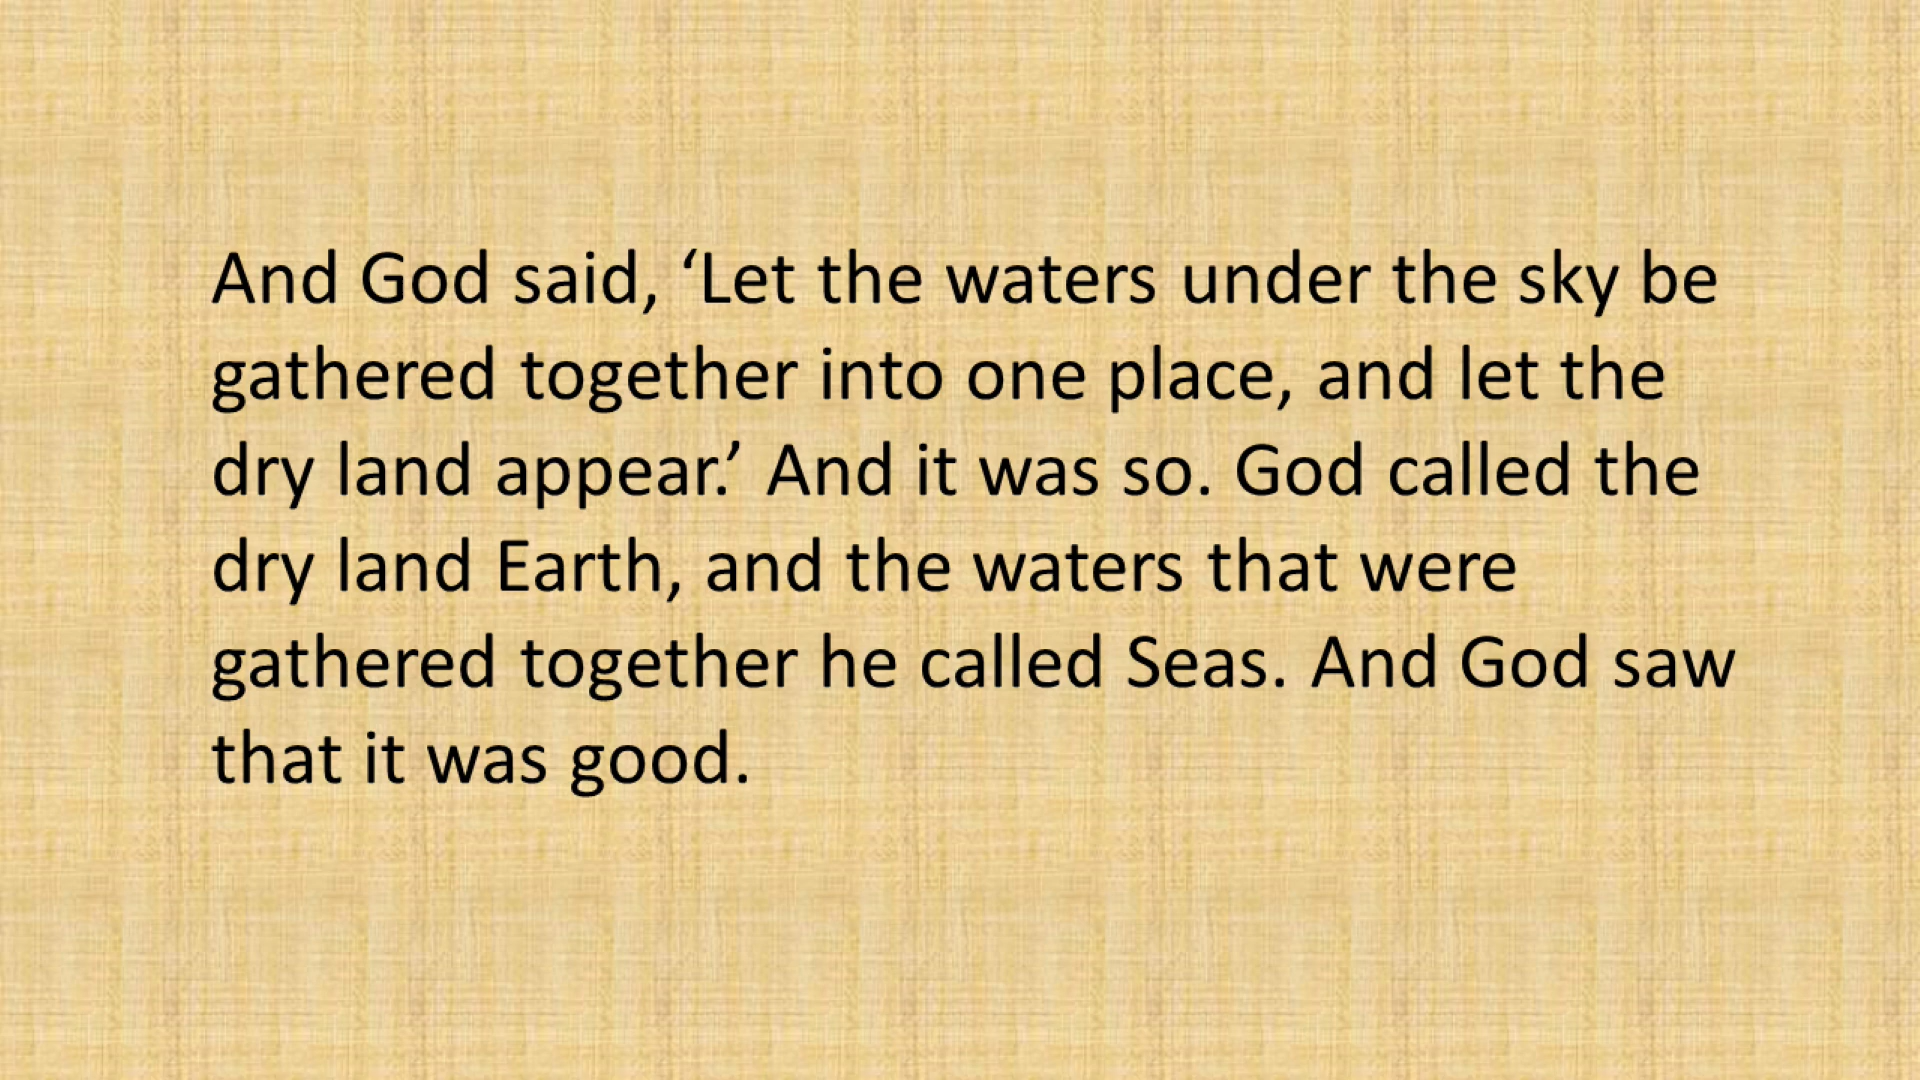 And God said, ‘Let the waters under the sky be
gathered together into one place, and let the
dry land appear.’ And it was so. God called the
dry land Earth, and the waters that were
gathered together he called Seas. And God saw
that it was good.